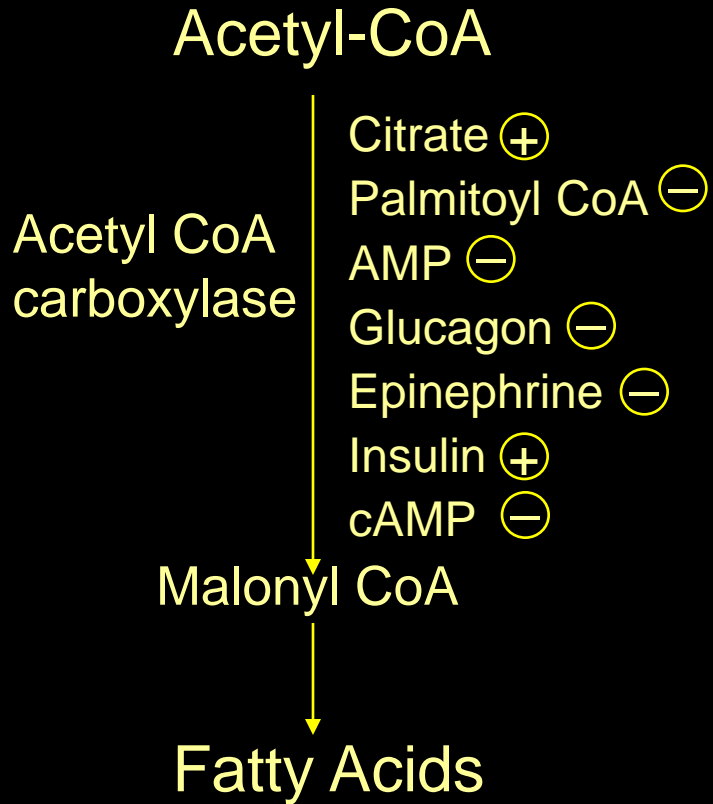 Acetyl-CoA
Citrate +
Palmitoyl CoA −
Acetyl CoA
carboxylase
AMP −
Glucagon −
Epinephrine −
Insulin +
cAMP −
Malonyl CoA
Fatty Acids